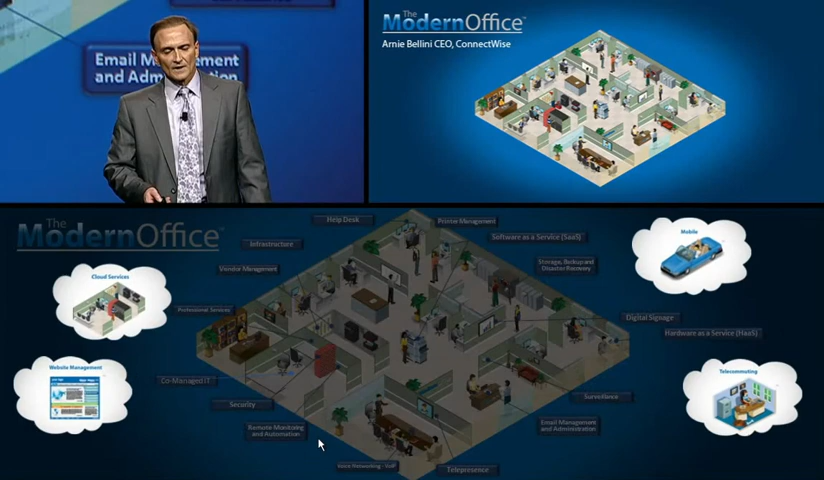 Email Management
and Administration
The
ModernOffice™
Arnie Bellini CEO, ConnectWise
The
ModernOffice™
Help Desk
Printer Management
Infrastructure
Software as a Service (SaaS)
Mobile
Vendor Management
Storage, Backup and
Disaster Recovery
Cloud Services
Professional Services
Digital Signage
Hardware as a Service (HaaS)
Website Management
Telecommuting
Co-Managed IT
Security
Surveillance
Remote Monitoring
and Automation
Email Management
and Administration
Voice Networking - VoIP
Telepresence